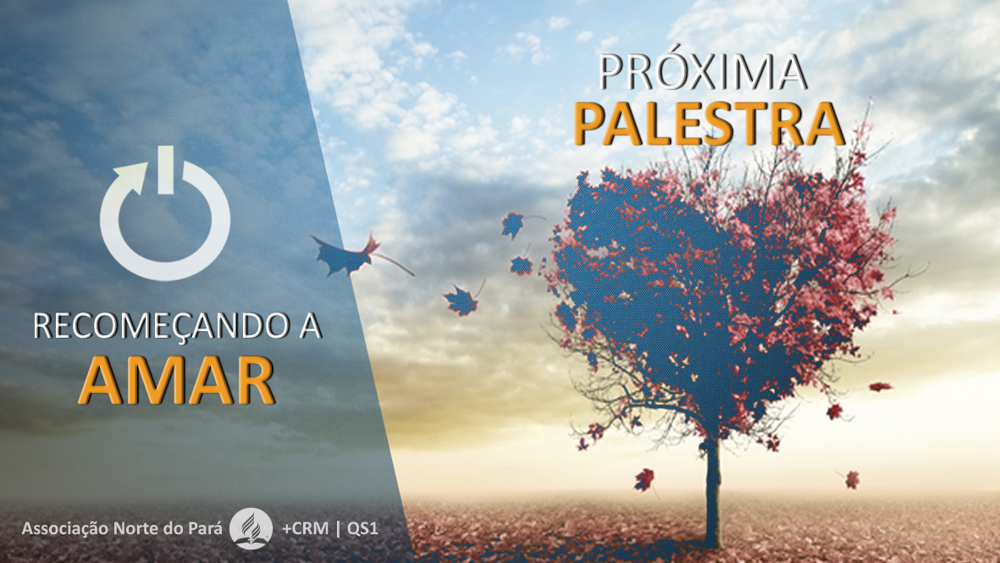 PRÓXIMA
PALESTRA
RECOMEÇANDO A
AMAR
Associação Norte do Pará +CRM | QS1